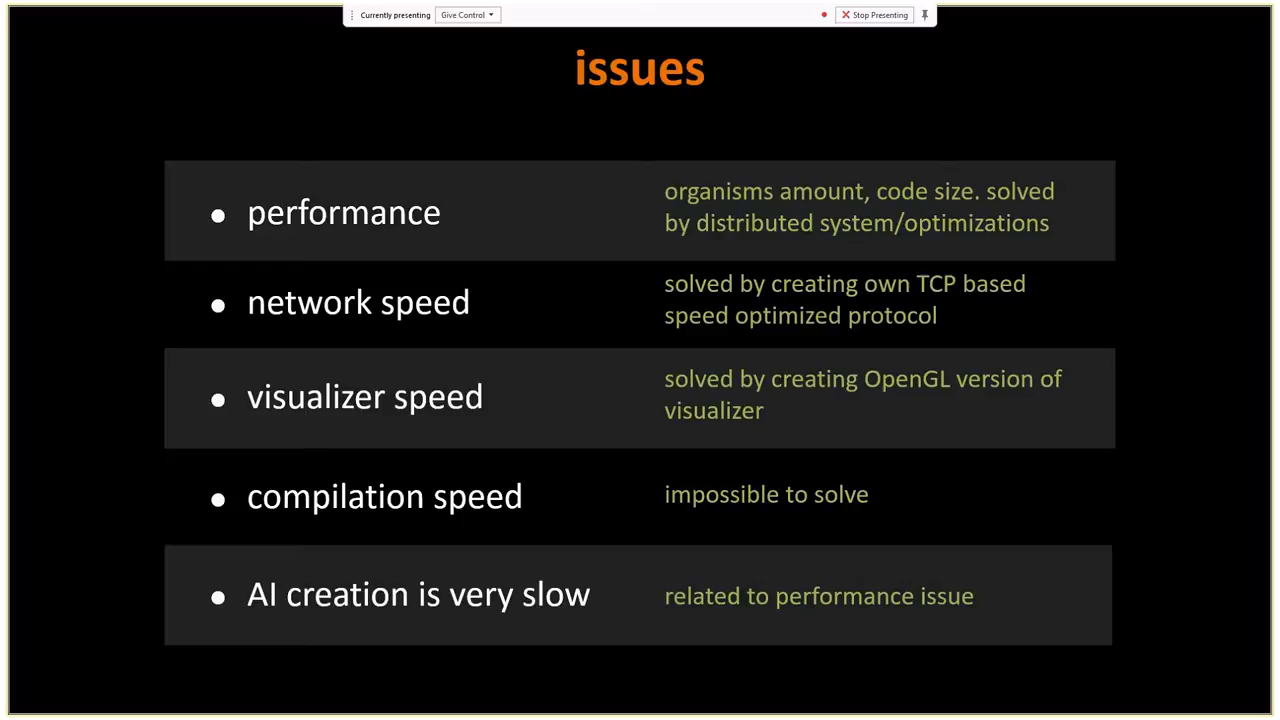 Currently presenting Give Control Stop Presenting
issues
• performance
organisms amount, code size. solved
by distributed system/optimizations
• network speed
solved by creating own TCP based
speed optimized protocol
• visualizer speed
solved by creating OpenGL version of
visualizer
• compilation speed
impossible to solve
• AI creation is very slow
related to performance issue